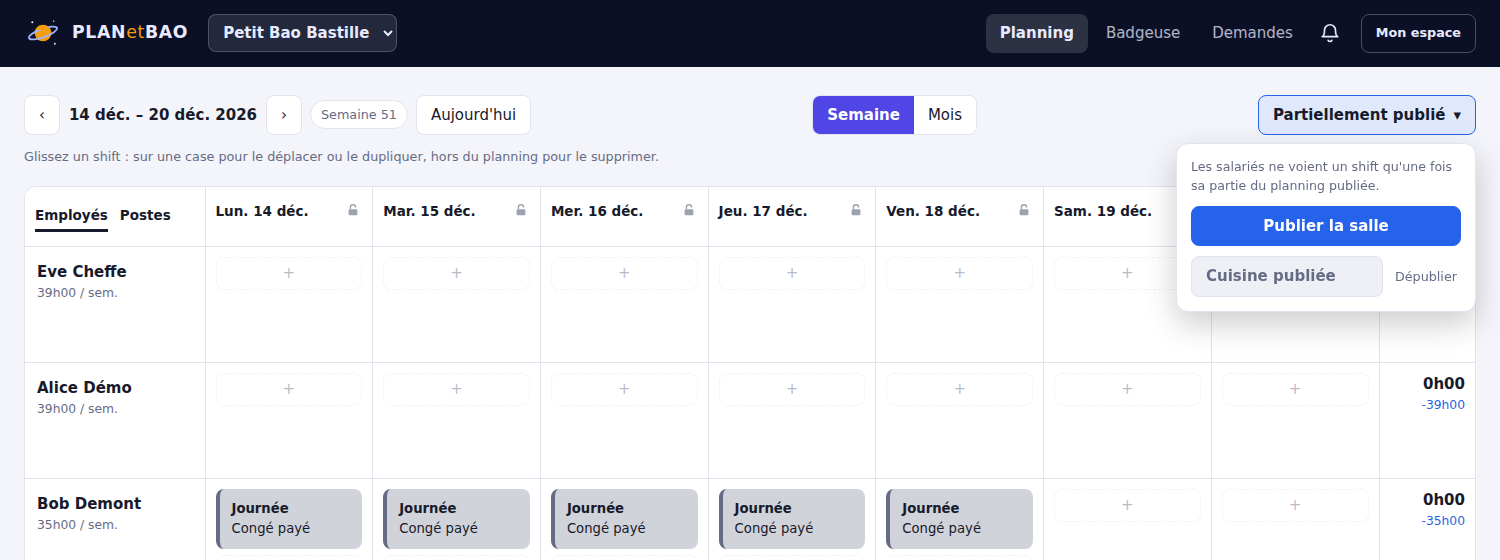 PLANetBAO
Petit Bao Bastille
Planning
Badgeuse
Demandes
Mon espace
‹
14 déc. – 20 déc. 2026
›
Semaine 51
Aujourd'hui
Semaine
Mois
Partiellement publié ▾
Glissez un shift : sur une case pour le déplacer ou le dupliquer, hors du planning pour le supprimer.
Les salariés ne voient un shift qu'une fois
sa partie du planning publiée.
Publier la salle
Cuisine publiée
Dépublier
Employés
Postes
Lun. 14 déc.
Mar. 15 déc.
Mer. 16 déc.
Jeu. 17 déc.
Ven. 18 déc.
Sam. 19 déc.
Eve Cheffe
39h00 / sem.
+ + + + + +
Alice Démo
39h00 / sem.
+ + + + + + +
0h00
-39h00
Bob Demont
35h00 / sem.
Journée
Congé payé
Journée
Congé payé
Journée
Congé payé
Journée
Congé payé
Journée
Congé payé
+ +
0h00
-35h00